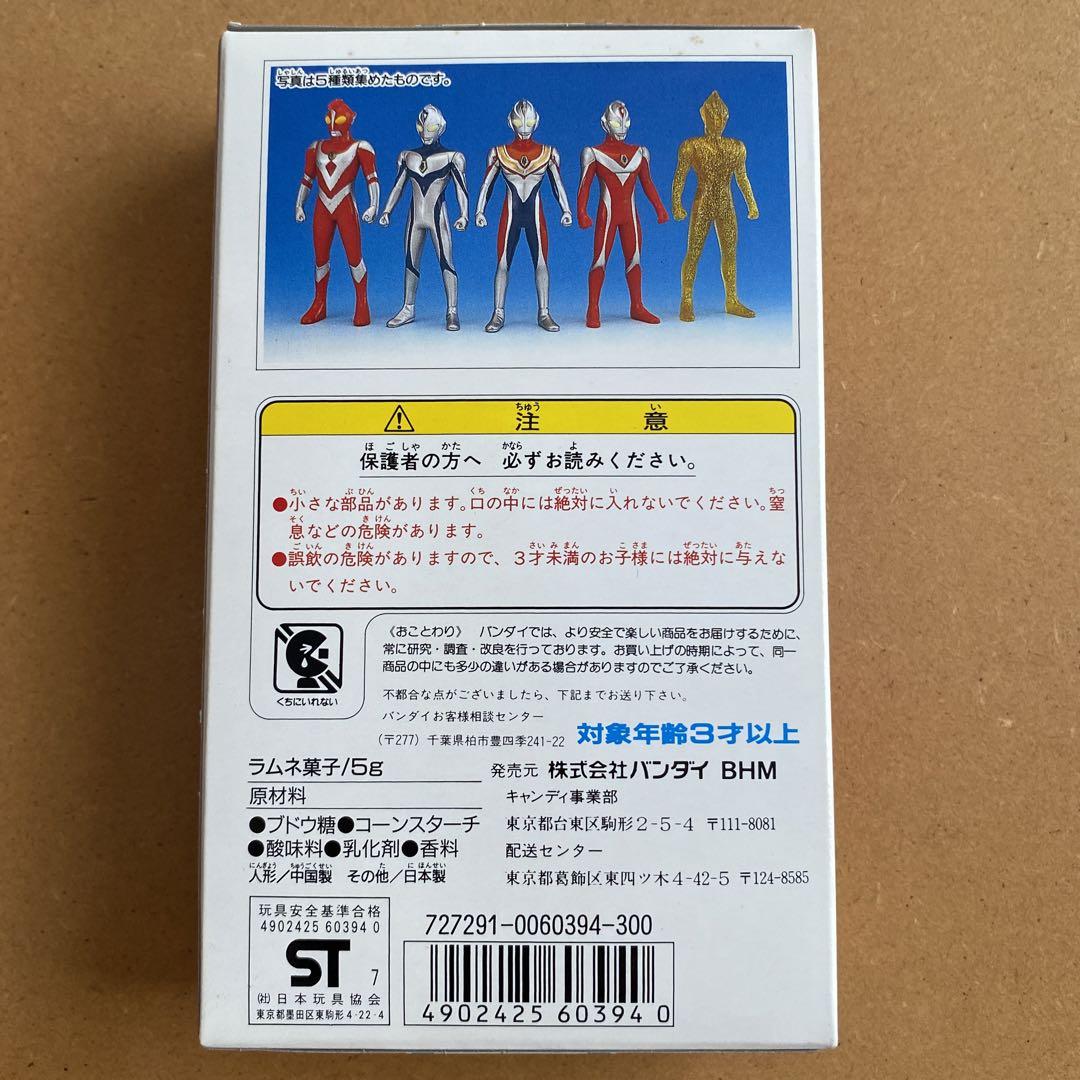 写真は5種類集めたものです。
注意
保護者の方へ 必ずお読みください。
●小さな部品があります。口の中には絶対に入れないでください。窒
息などの危険があります。
●誤飲の危険がありますので、3才未満のお子様には絶対に与えな
いでください。
くちにいれない
《おことわり》 バンダイでは、より安全で楽しい商品をお届けするために、
常に研究・調査・改良を行っております。お買い上げの時期によって、同一
商品の中にも多少の違いがある場合がありますのでご了承ください。
不都合な点がございましたら、下記までお送り下さい。
バンダイお客様相談センター
(〒277) 千葉県柏市豊四季241-22
対象年齢3才以上
ラムネ菓子/5g
原材料
●ブドウ糖●コーンスターチ
●酸味料●乳化剤●香料
人形/中国製 その他/日本製
発売元 株式会社バンダイ BHM
キャンディ事業部
東京都台東区駒形2-5-4 〒111-8081
配送センター
東京都葛飾区東四ツ木4-42-5 〒124-8585
玩具安全基準合格
4902425 60394 0
ST 7
(社)日本玩具協会
東京都墨田区東駒形4-22-4
727291-0060394-300
4902425 603940